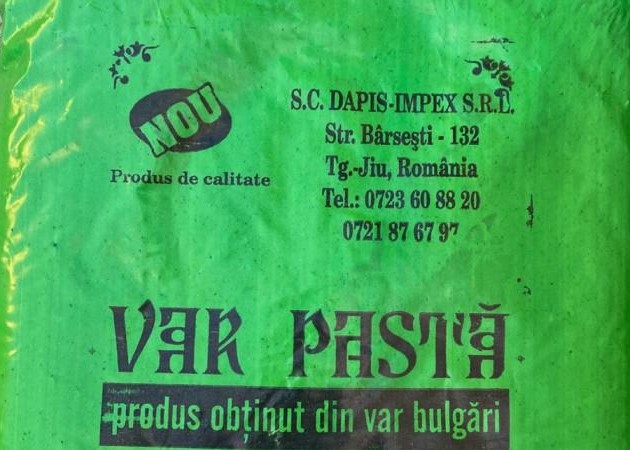 NOU
Produs de calitate
S.C. DAPIS-IMPEX S.R.L.
Str. Bârsești - 132
Tg.-Jiu, România
Tel.: 0723 60 88 20
0721 87 67 97
VAR PASTĂ
produs obținut din var bulgări